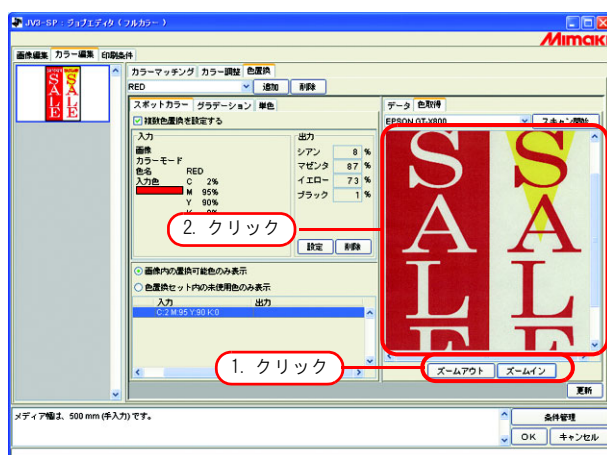 JV3-SP : ジョブエディタ ( フルカラー )
Mimaki
画像編集 カラー編集 印刷条件
カラーマッチング カラー調整 色置換
RED 追加 削除
スポットカラー グラデーション 単色
データ 色取得
複数色置換を設定する
EPSON GT-X800 スキャン開始
入力
出力
画像
カラーモード
色名 RED
入力色 C 2%
M 95%
Y 90%
シアン 8 %
マゼンタ 87 %
イエロー 73 %
ブラック 1 %
2. クリック
設定 削除
画像内の置換可能色のみ表示
色置換セット内の未使用色のみ表示
入力 出力
C:2 M:95 Y:90 K:0
SALE
SALE
SALE
SALE
1. クリック
ズームアウト ズームイン
更新
メディア幅は、500 mm (手入力) です。
条件管理
OK キャンセル